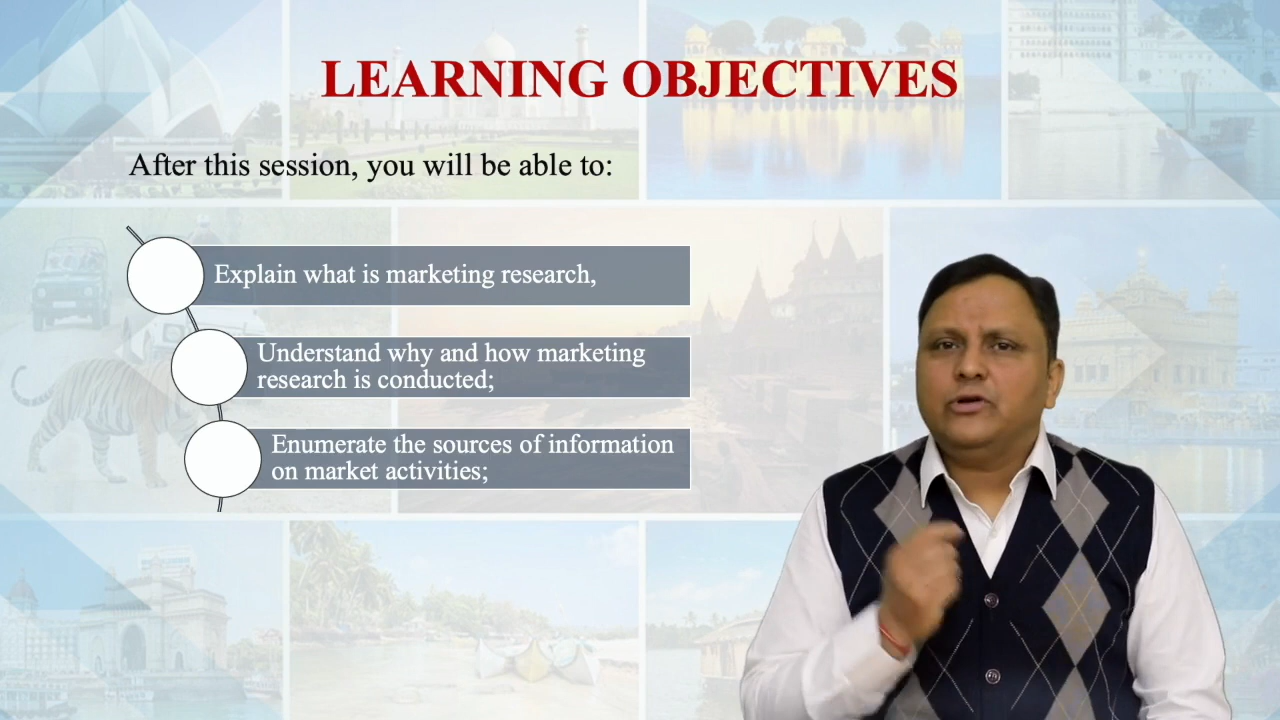 LEARNING OBJECTIVES
After this session, you will be able to:
Explain what is marketing research,
Understand why and how marketing
research is conducted;
Enumerate the sources of information
on market activities;